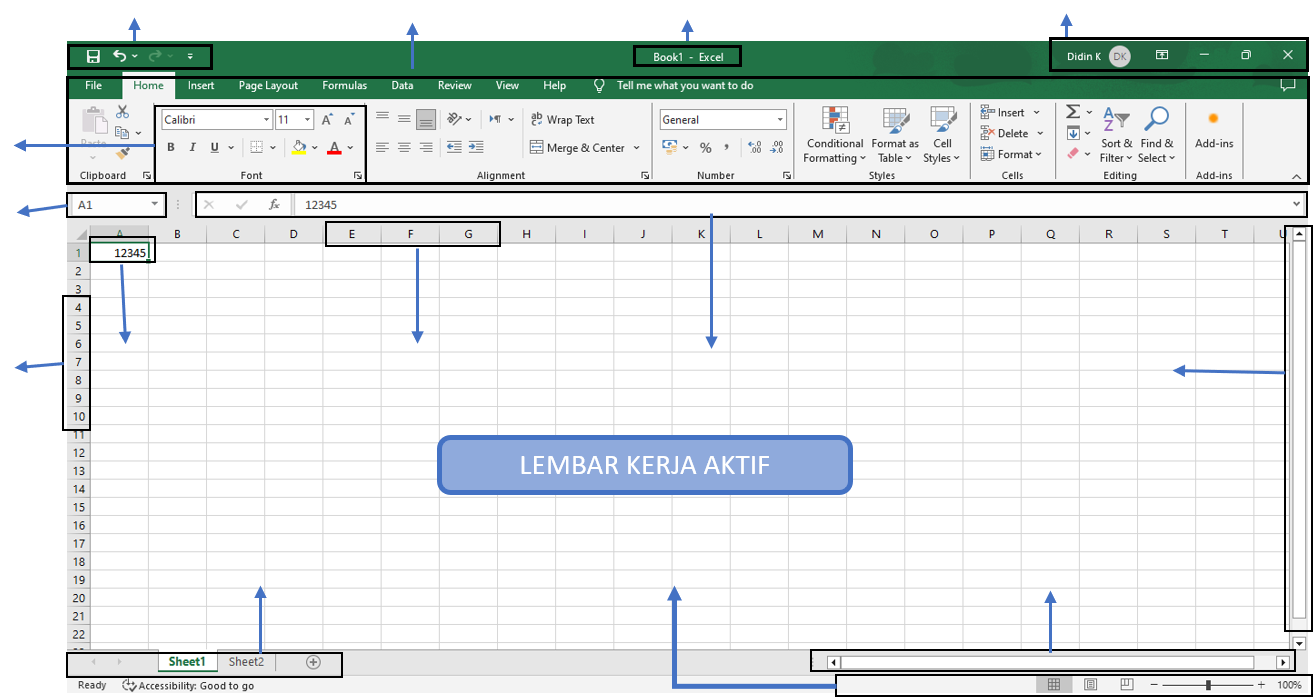 Book1 - Excel
Didin K DK
File Home Insert Page Layout Formulas Data Review View Help Tell me what you want to do
Calibri 11 A^ Aˇ ab Wrap Text General Insert
Paste B I U A Merge & Center % , .00 Conditional Formatting Format as Table Cell Styles Delete Format Sort & Filter Find & Select Add-ins
Clipboard Font Alignment Number Styles Cells Editing Add-ins
A1 fx 12345
A B C D E F G H I J K L M N O P Q R S T U
1 12345
2
3
4
5
6
7
8
9
10
11
12
13
14
15
16
17
18
19
20
21
22
LEMBAR KERJA AKTIF
Sheet1 Sheet2
Ready Accessibility: Good to go 100%